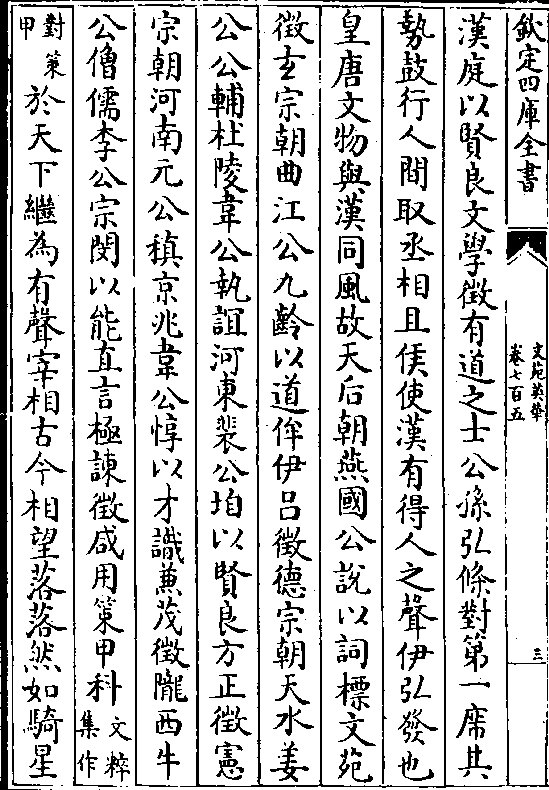 欽定四庫全書
文苑英華
卷七百五
三
漢庭以賢良文學徵有道之士公孫弘條對第一席其
勢鼓行人間取丞相且侯使漢有得人之聲伊弘發也
皇唐文物與漢同風故天后朝燕國公説以詞標文苑
徵玄宗朝曲江公九齡以道侔伊呂徵德宗朝天水姜
公公輔杜陵韋公執誼河東裴公垍以賢良方正徵憲
宗朝河南元公稹京兆韋公惇以才識兼茂徵隴西牛
公僧儒李公宗閔以能直言極諫徵咸用策甲科文粹集作
對策甲於天下繼為有聲宰相古今相望落落然如騎星